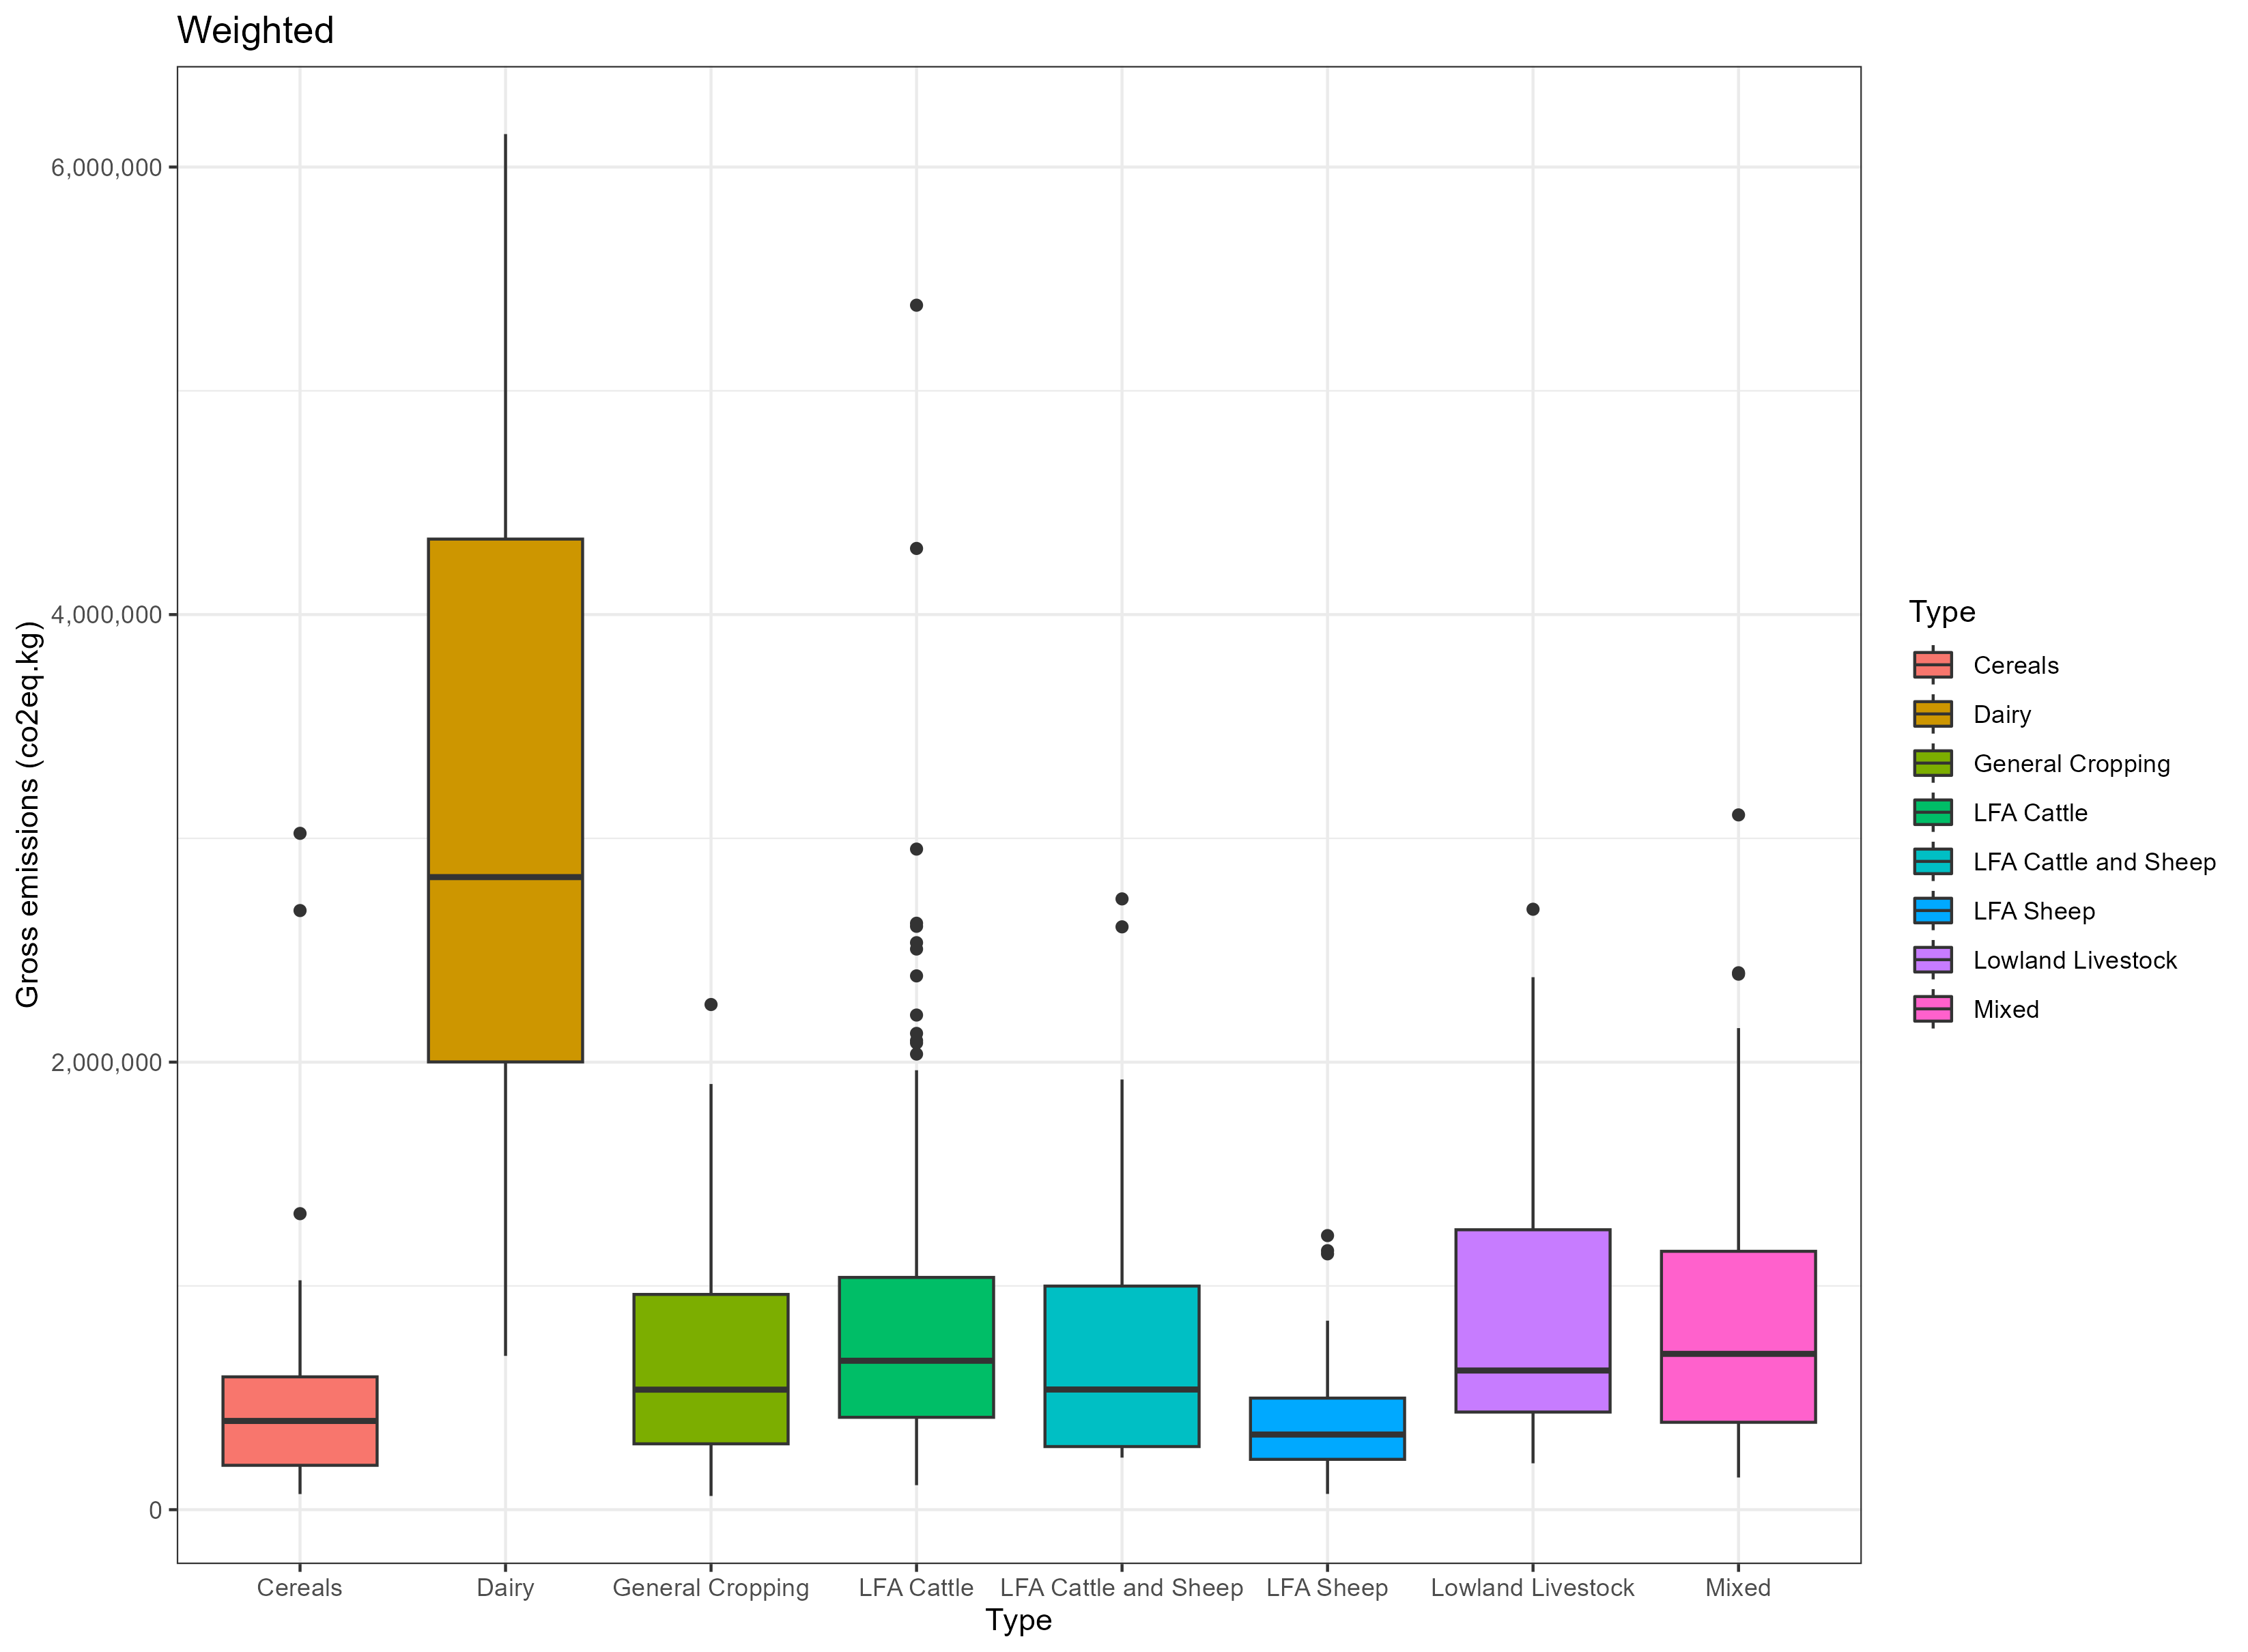 Weighted
6,000,000
4,000,000
2,000,000
0
Gross emissions (co2eq.kg)
Cereals Dairy General Cropping LFA Cattle LFA Cattle and Sheep LFA Sheep Lowland Livestock Mixed
Type
Type
Cereals
Dairy
General Cropping
LFA Cattle
LFA Cattle and Sheep
LFA Sheep
Lowland Livestock
Mixed